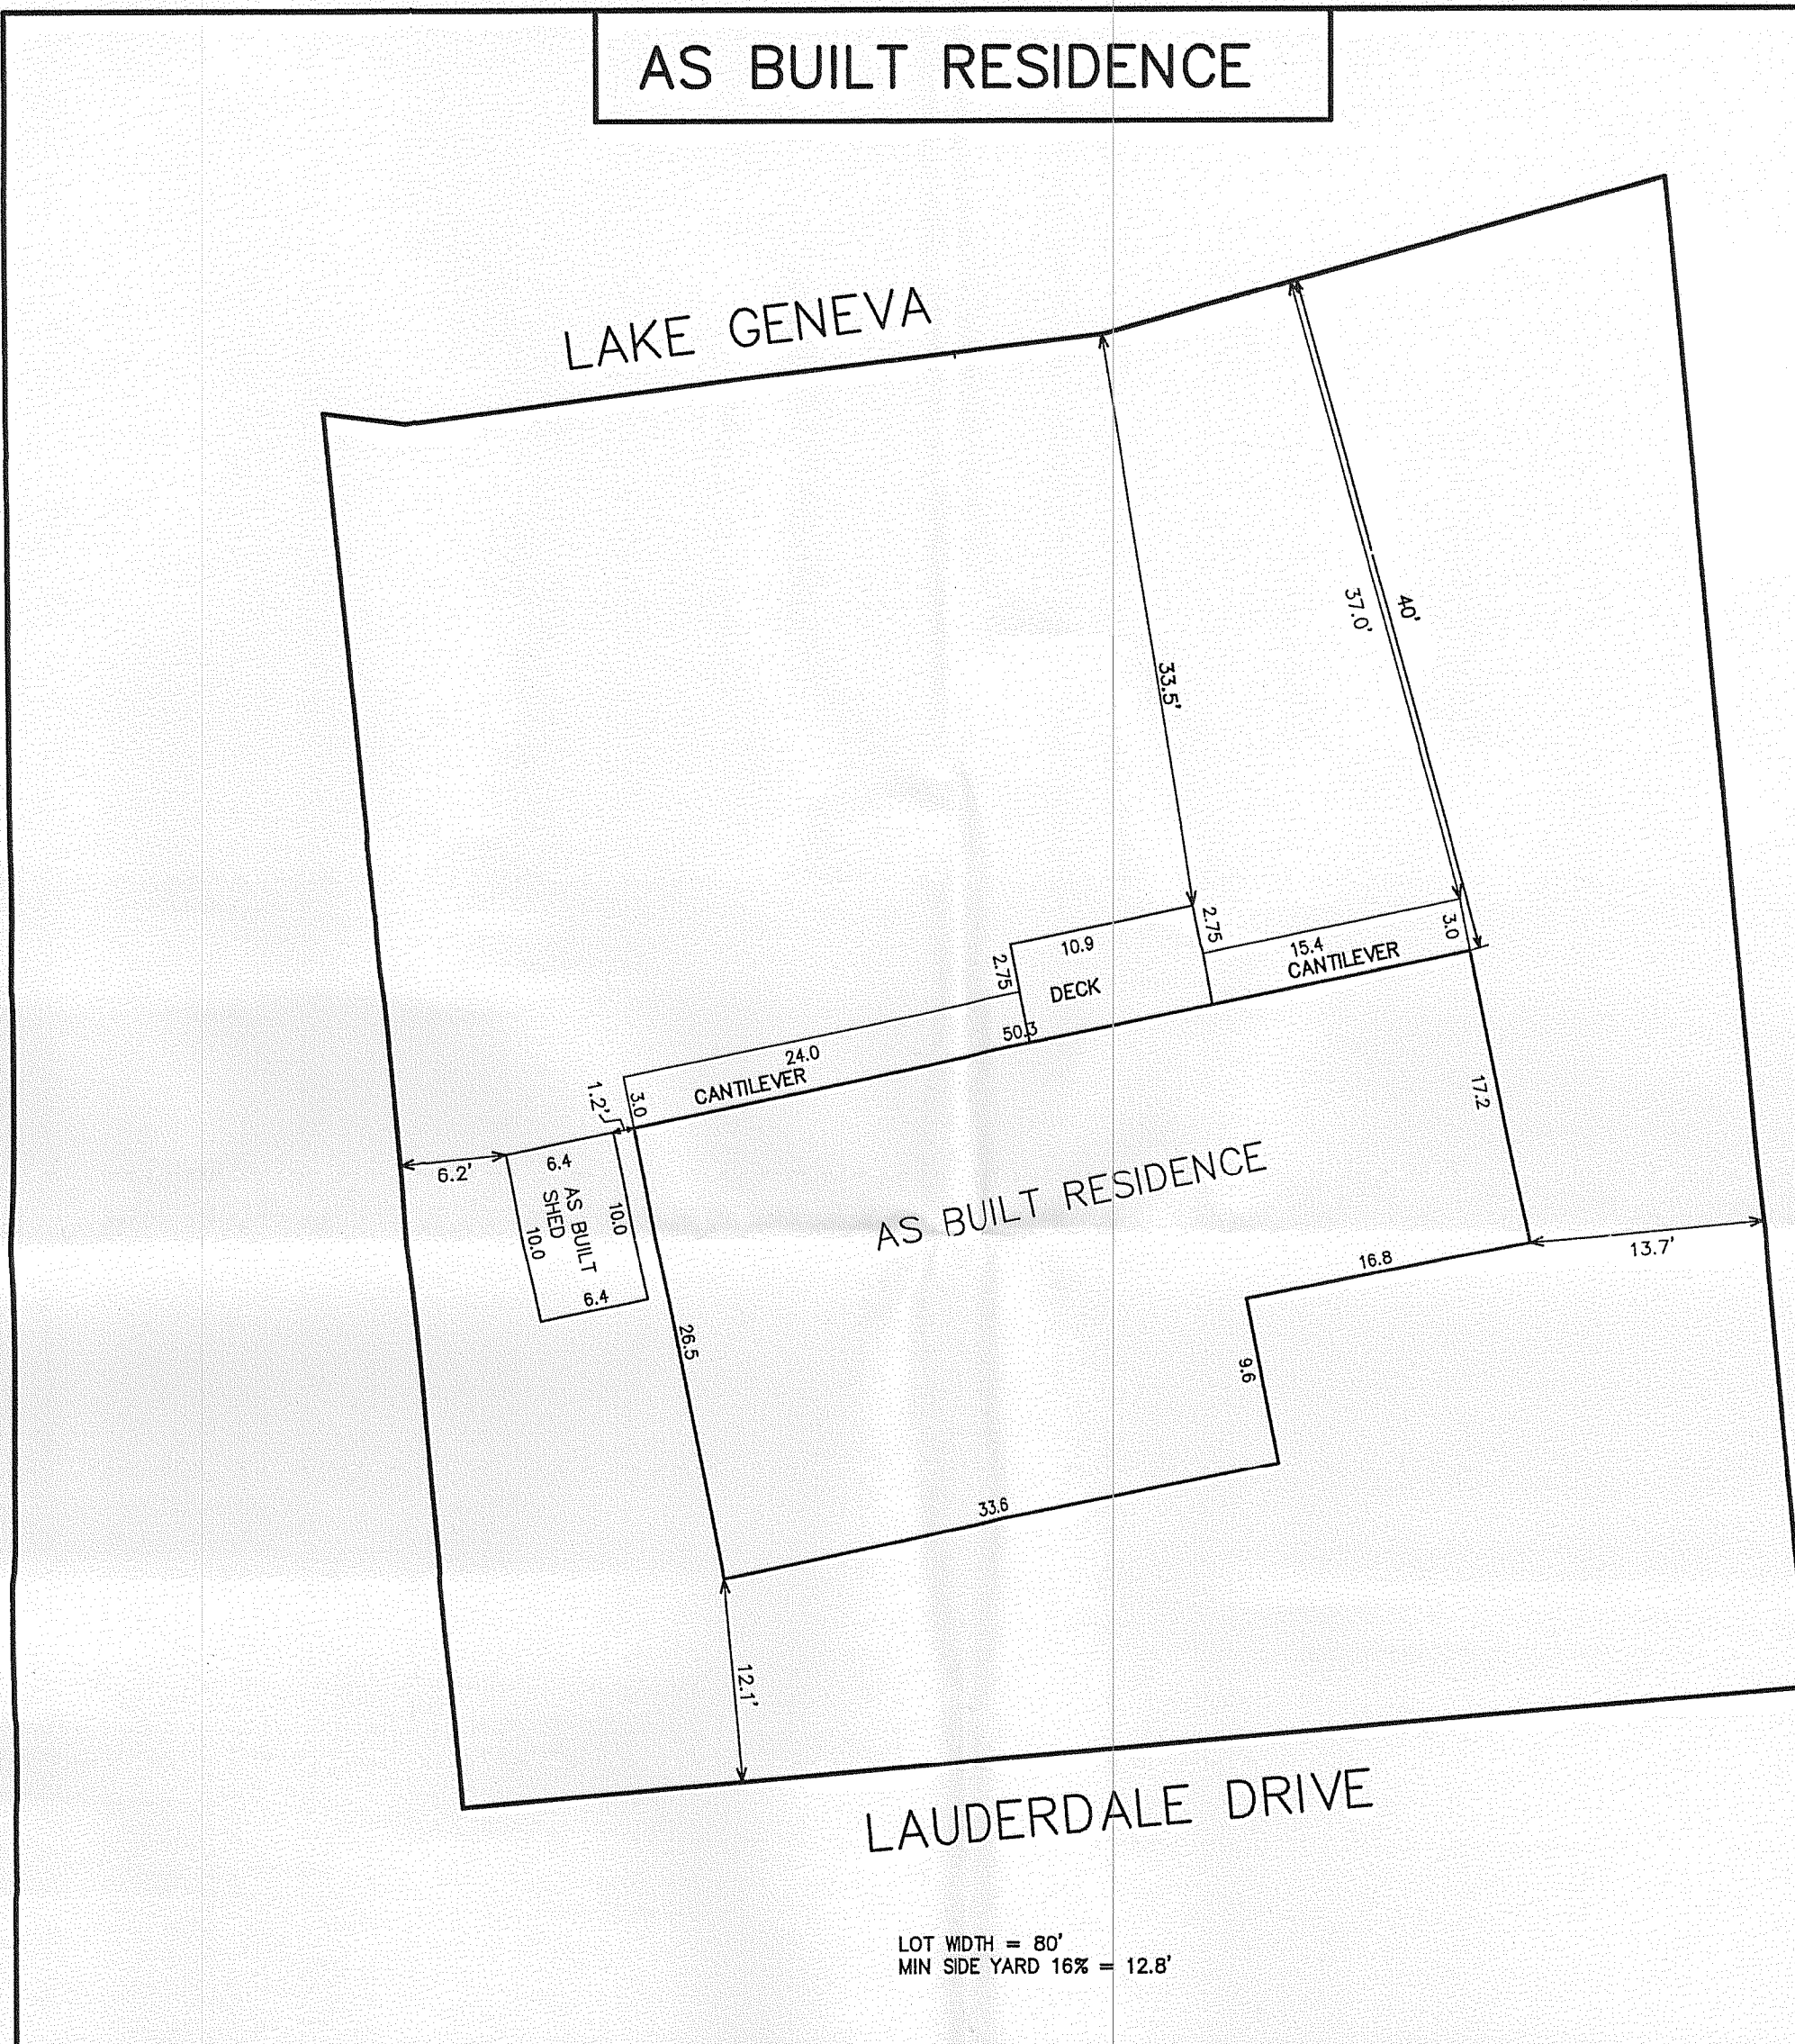 AS BUILT RESIDENCE
LAKE GENEVA
40'
37.0'
33.5'
2.75
10.9
3.0
15.4
CANTILEVER
2.75
DECK
50.3
24.0
CANTILEVER
1.2'
3.0
17.2
6.2'
6.4
AS BUILT
SHED
10.0
10.0
6.4
AS BUILT RESIDENCE
13.7'
16.8
26.5
9.6
33.6
12.1'
LAUDERDALE DRIVE
LOT WIDTH = 80'
MIN SIDE YARD 16% = 12.8'